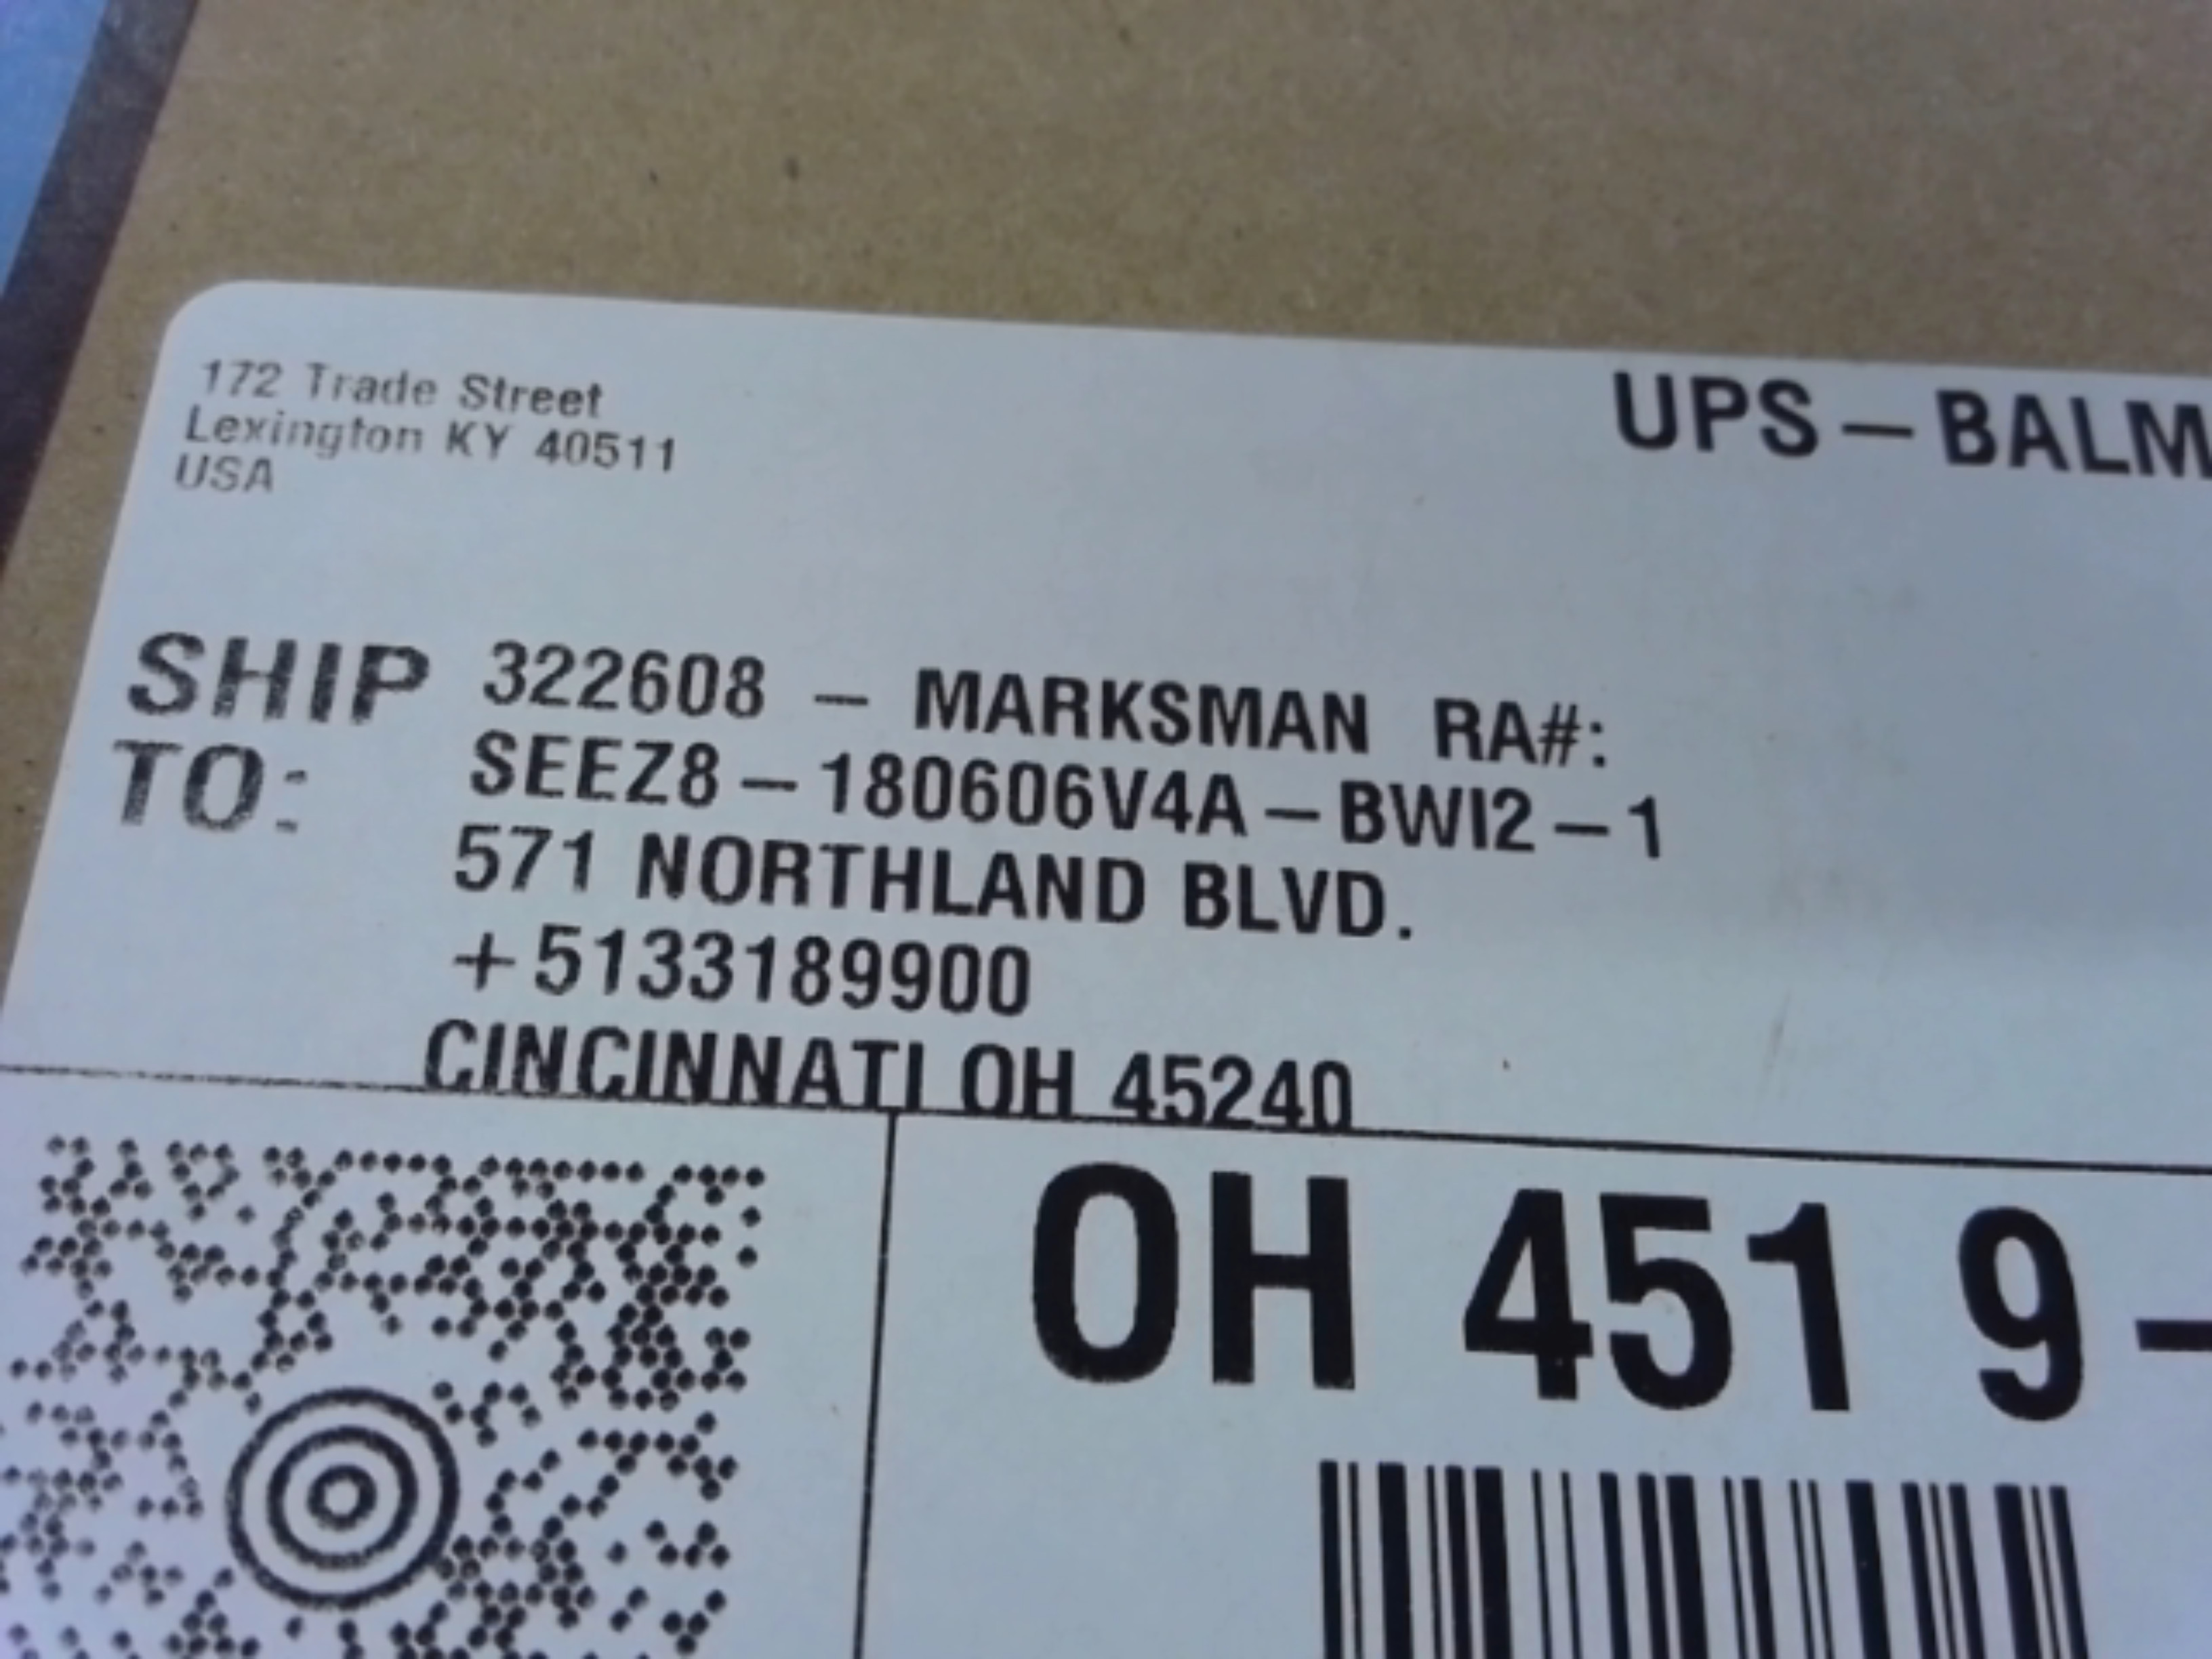 172 Trade Street
Lexington KY 40511
USA
UPS-BALM
SHIP TO:
322608 - MARKSMAN RA#:
SEEZ8-180606V4A-BWI2-1
571 NORTHLAND BLVD.
+5133189900
CINCINNATI OH 45240
OH 451 9-